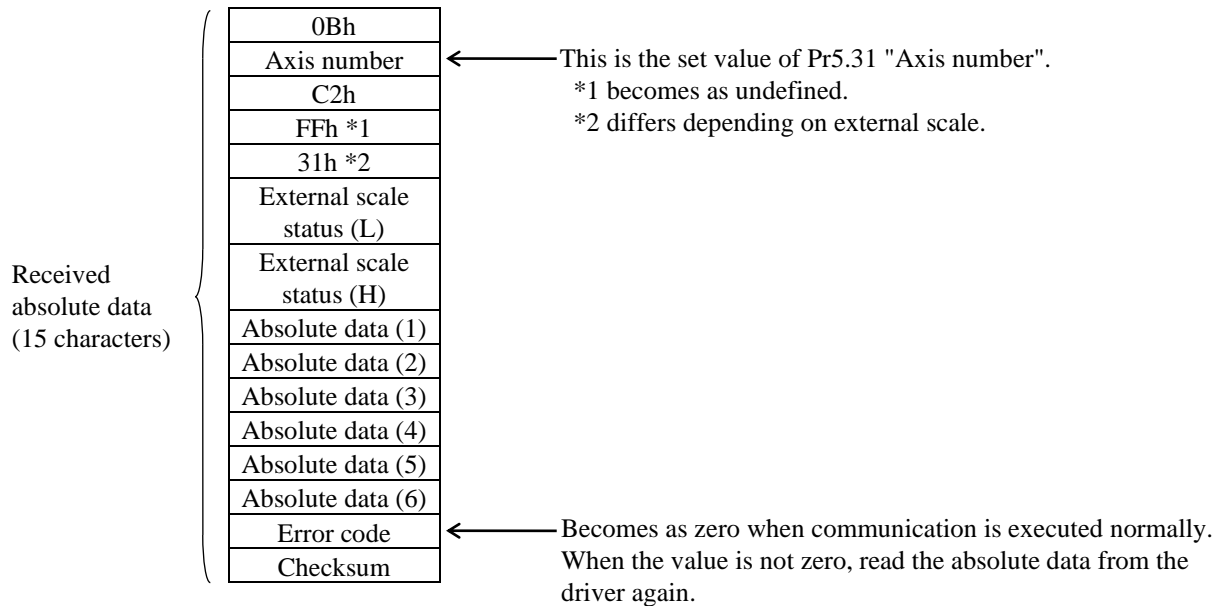 0Bh
Axis number
C2h
FFh *1
31h *2
External scale
status (L)
External scale
status (H)
Absolute data (1)
Absolute data (2)
Absolute data (3)
Absolute data (4)
Absolute data (5)
Absolute data (6)
Error code
Checksum
Received
absolute data
(15 characters)
This is the set value of Pr5.31 "Axis number".
*1 becomes as undefined.
*2 differs depending on external scale.
Becomes as zero when communication is executed normally.
When the value is not zero, read the absolute data from the
driver again.